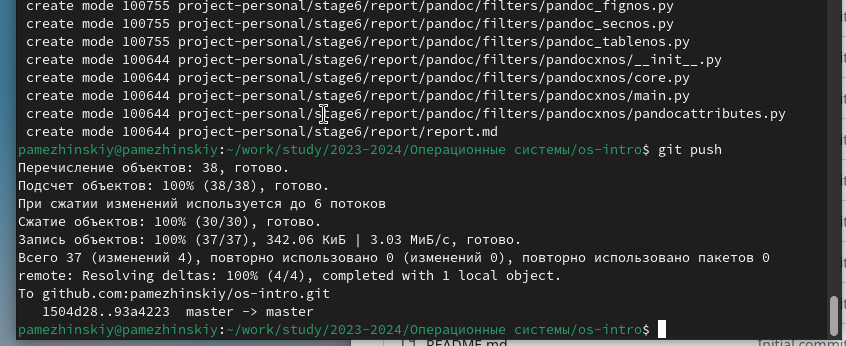 create mode 100755 project-personal/stage6/report/pandoc/filters/pandoc_fignos.py
create mode 100755 project-personal/stage6/report/pandoc/filters/pandoc_secnos.py
create mode 100755 project-personal/stage6/report/pandoc/filters/pandoc_tablenos.py
create mode 100644 project-personal/stage6/report/pandoc/filters/pandocxnos/__init__.py
create mode 100644 project-personal/stage6/report/pandoc/filters/pandocxnos/core.py
create mode 100644 project-personal/stage6/report/pandoc/filters/pandocxnos/main.py
create mode 100644 project-personal/stage6/report/pandoc/filters/pandocxnos/pandocattributes.py
create mode 100644 project-personal/stage6/report/report.md
pamezhinskiy@pamezhinskiy:~/work/study/2023-2024/Операционные системы/os-intro$ git push
Перечисление объектов: 38, готово.
Подсчет объектов: 100% (38/38), готово.
При сжатии изменений используется до 6 потоков
Сжатие объектов: 100% (30/30), готово.
Запись объектов: 100% (37/37), 342.06 КиБ | 3.03 МиБ/с, готово.
Всего 37 (изменений 4), повторно использовано 0 (изменений 0), повторно использовано пакетов 0
remote: Resolving deltas: 100% (4/4), completed with 1 local object.
To github.com:pamezhinskiy/os-intro.git
1504d28..93a4223  master -> master
pamezhinskiy@pamezhinskiy:~/work/study/2023-2024/Операционные системы/os-intro$
README.md
Initial commit